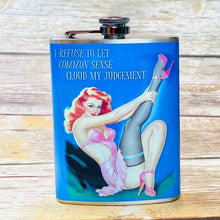 I REFUSE TO LET
COMMON SENSE
CLOUD MY JUDGEMENT